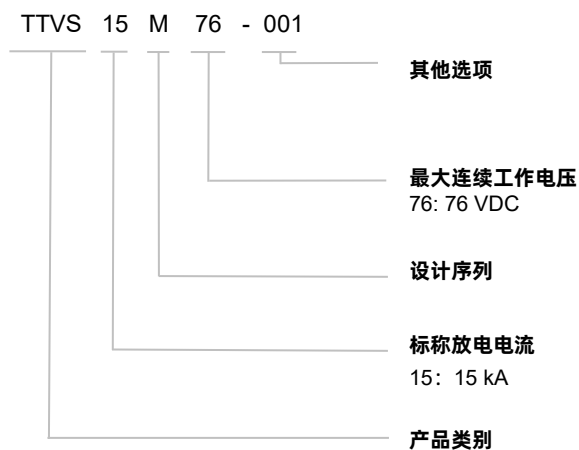 TTVS 15 M 76 - 001
其他选项
最大连续工作电压
76: 76 VDC
设计序列
标称放电电流
15：15 kA
产品类别